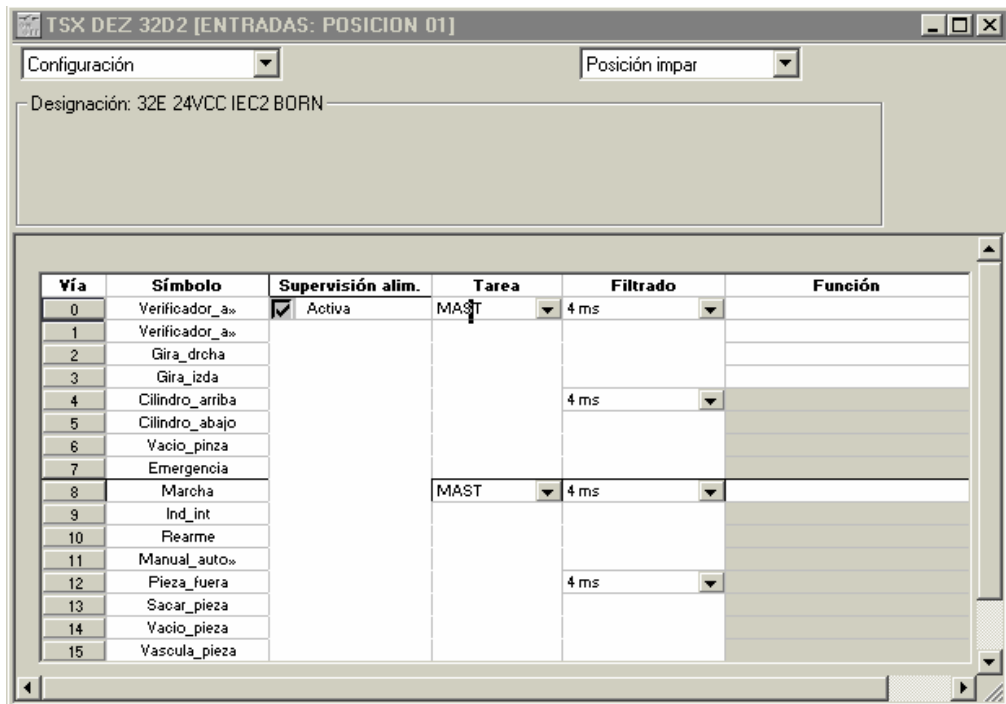 TSX DEZ 32D2 [ENTRADAS: POSICION 01]
Configuración Posición impar
Designación: 32E 24VCC IEC2 BORN
Vía Símbolo Supervisión alim. Tarea Filtrado Función
0 Verificador_a» Activa MAST 4 ms
1 Verificador_a»
2 Gira_drcha
3 Gira_izda
4 Cilindro_arriba 4 ms
5 Cilindro_abajo
6 Vacio_pinza
7 Emergencia
8 Marcha MAST 4 ms
9 Ind_int
10 Rearme
11 Manual_auto»
12 Pieza_fuera 4 ms
13 Sacar_pieza
14 Vacio_pieza
15 Vascula_pieza